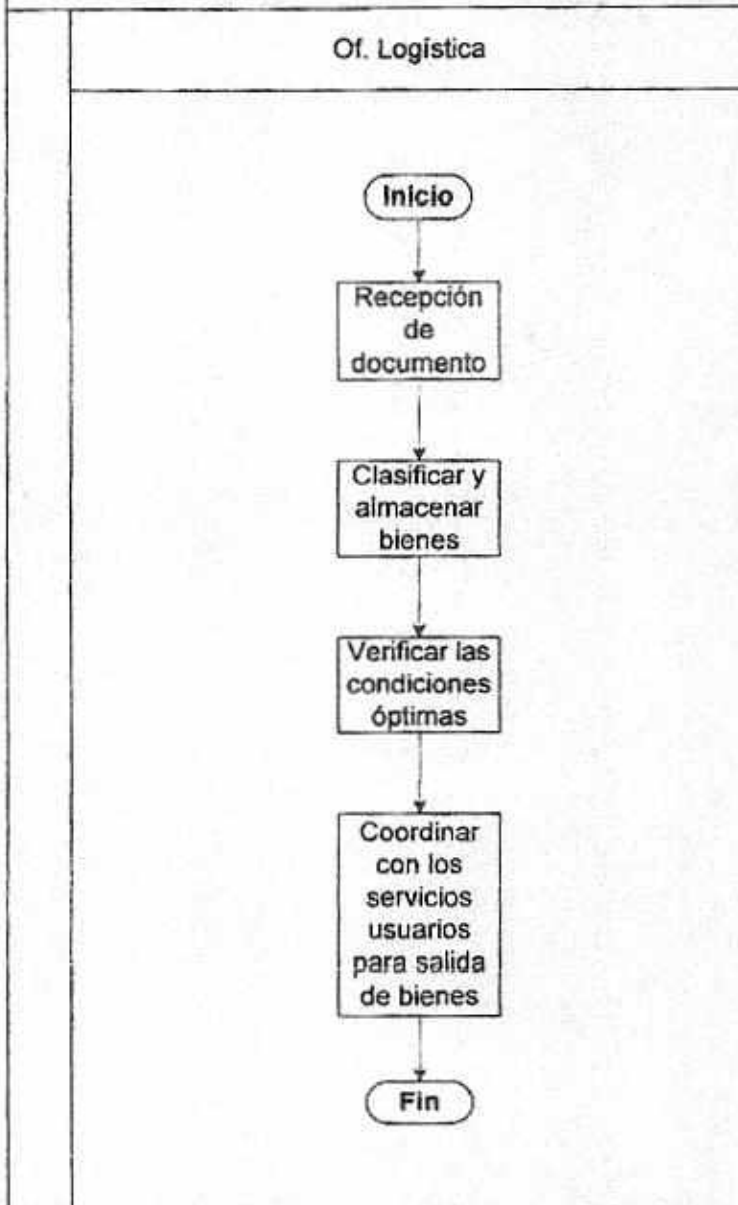 Of. Logística
Inicio
Recepción
de
documento
Clasificar y
almacenar
bienes
Verificar las
condiciones
óptimas
Coordinar
con los
servicios
usuarios
para salida
de bienes
Fin